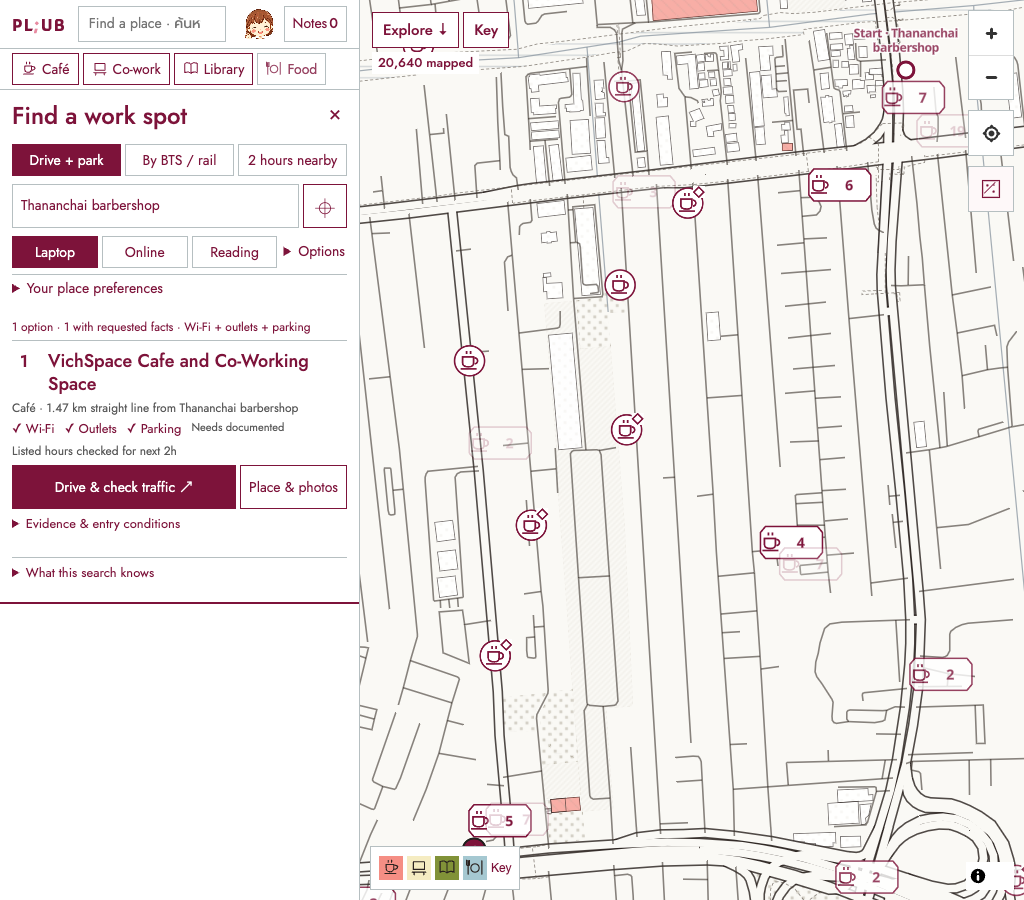 PL;UB
Find a place · ค้นห
Notes 0
Café
Co-work
Library
Food
Find a work spot
×
Drive + park
By BTS / rail
2 hours nearby
Thananchai barbershop
Laptop
Online
Reading
▶ Options
▶ Your place preferences
1 option · 1 with requested facts · Wi-Fi + outlets + parking
1 VichSpace Cafe and Co-Working
Space
Café · 1.47 km straight line from Thananchai barbershop
✓ Wi-Fi ✓ Outlets ✓ Parking Needs documented
Listed hours checked for next 2h
Drive & check traffic ↗
Place & photos
▶ Evidence & entry conditions
▶ What this search knows
Explore ↓
Key
20,640 mapped
Start · Thananchai
barbershop
+
−
7
19
3
6
2
4
7
2
5
7
2
Key